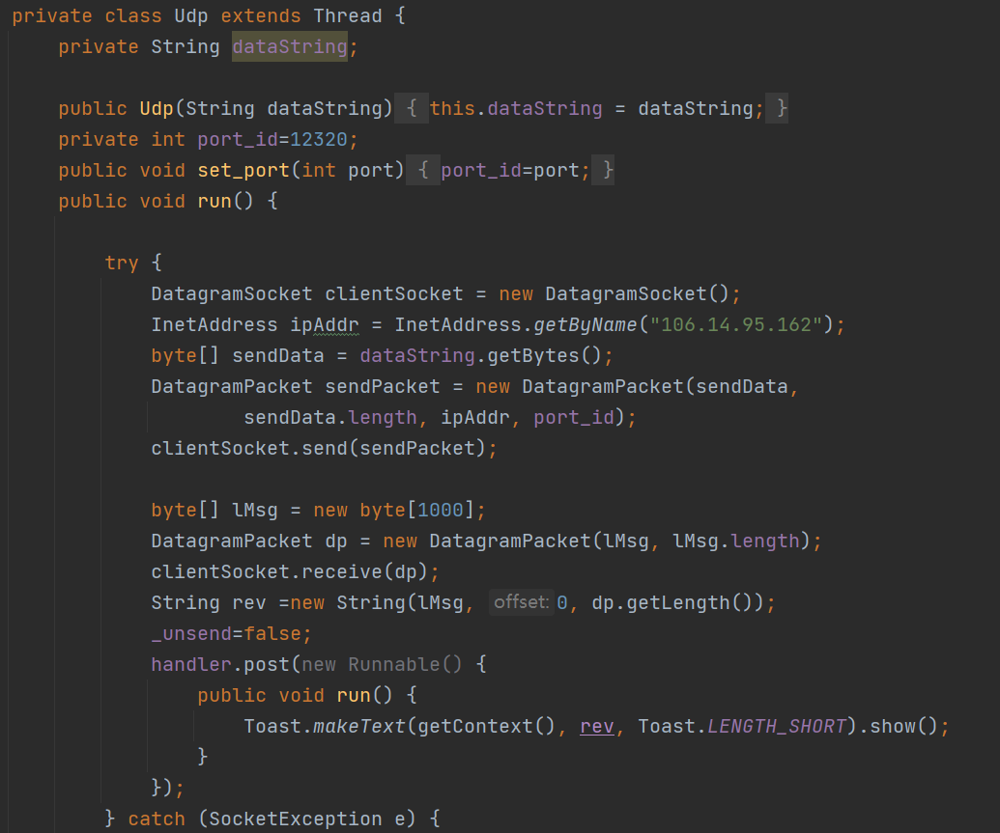 private class Udp extends Thread {
    private String dataString;

    public Udp(String dataString) { this.dataString = dataString; }
    private int port_id=12320;
    public void set_port(int port) { port_id=port; }
    public void run() {

        try {
            DatagramSocket clientSocket = new DatagramSocket();
            InetAddress ipAddr = InetAddress.getByName("106.14.95.162");
            byte[] sendData = dataString.getBytes();
            DatagramPacket sendPacket = new DatagramPacket(sendData,
                    sendData.length, ipAddr, port_id);
            clientSocket.send(sendPacket);

            byte[] lMsg = new byte[1000];
            DatagramPacket dp = new DatagramPacket(lMsg, lMsg.length);
            clientSocket.receive(dp);
            String rev =new String(lMsg, offset: 0, dp.getLength());
            _unsend=false;
            handler.post(new Runnable() {
                public void run() {
                    Toast.makeText(getContext(), rev, Toast.LENGTH_SHORT).show();
                }
            });
        } catch (SocketException e) {